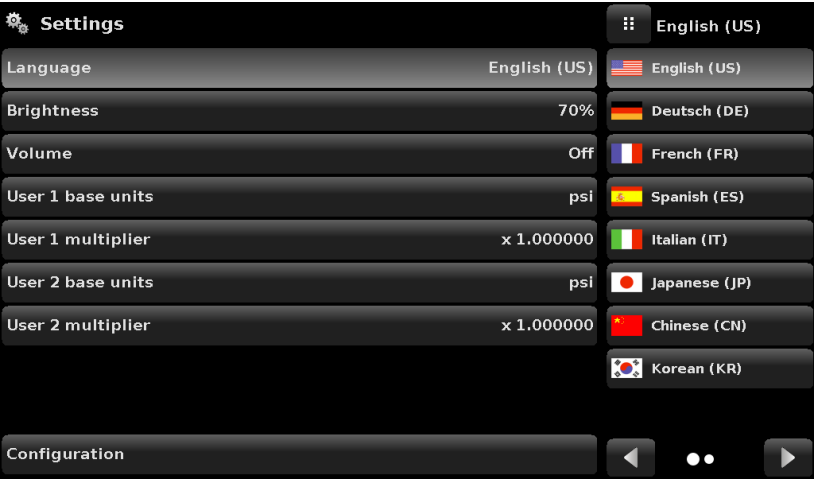 Settings
Language English (US)
Brightness 70%
Volume Off
User 1 base units psi
User 1 multiplier x 1.000000
User 2 base units psi
User 2 multiplier x 1.000000
Configuration
English (US)
English (US)
Deutsch (DE)
French (FR)
Spanish (ES)
Italian (IT)
Japanese (JP)
Chinese (CN)
Korean (KR)